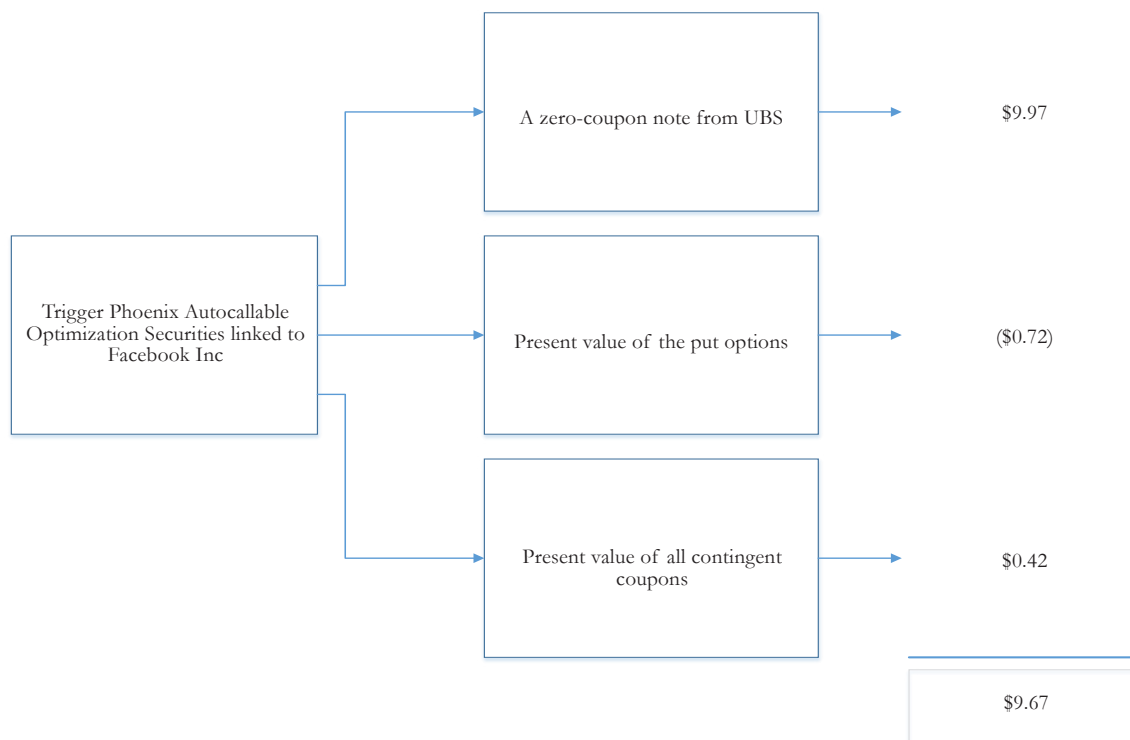 A zero-coupon note from UBS
$9.97
Trigger Phoenix Autocallable
Optimization Securities linked to
Facebook Inc
Present value of the put options
($0.72)
Present value of all contingent
coupons
$0.42
$9.67